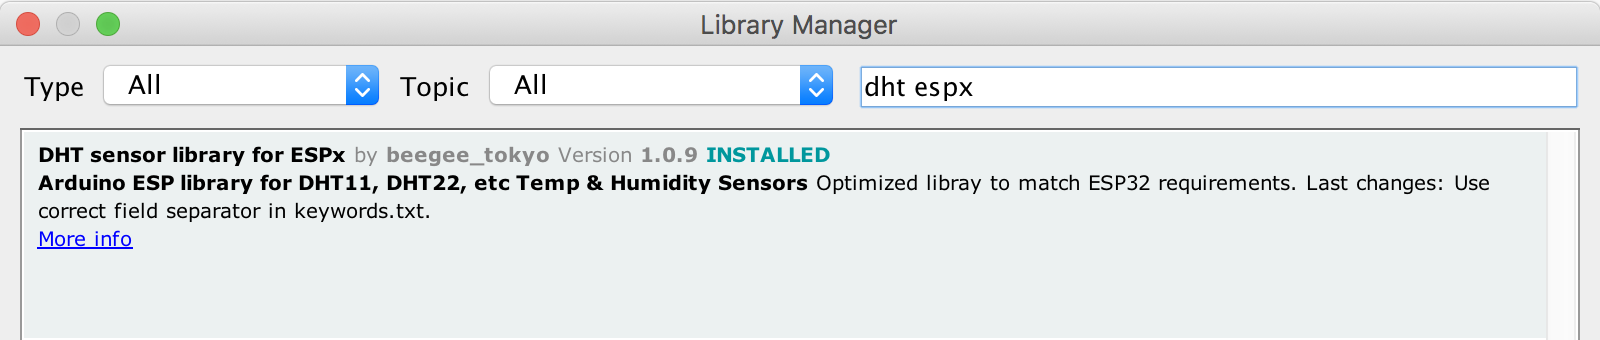 Library Manager
Type All Topic All dht espx
DHT sensor library for ESPx by beegee_tokyo Version 1.0.9 INSTALLED
Arduino ESP library for DHT11, DHT22, etc Temp & Humidity Sensors Optimized libray to match ESP32 requirements. Last changes: Use
correct field separator in keywords.txt.
More info